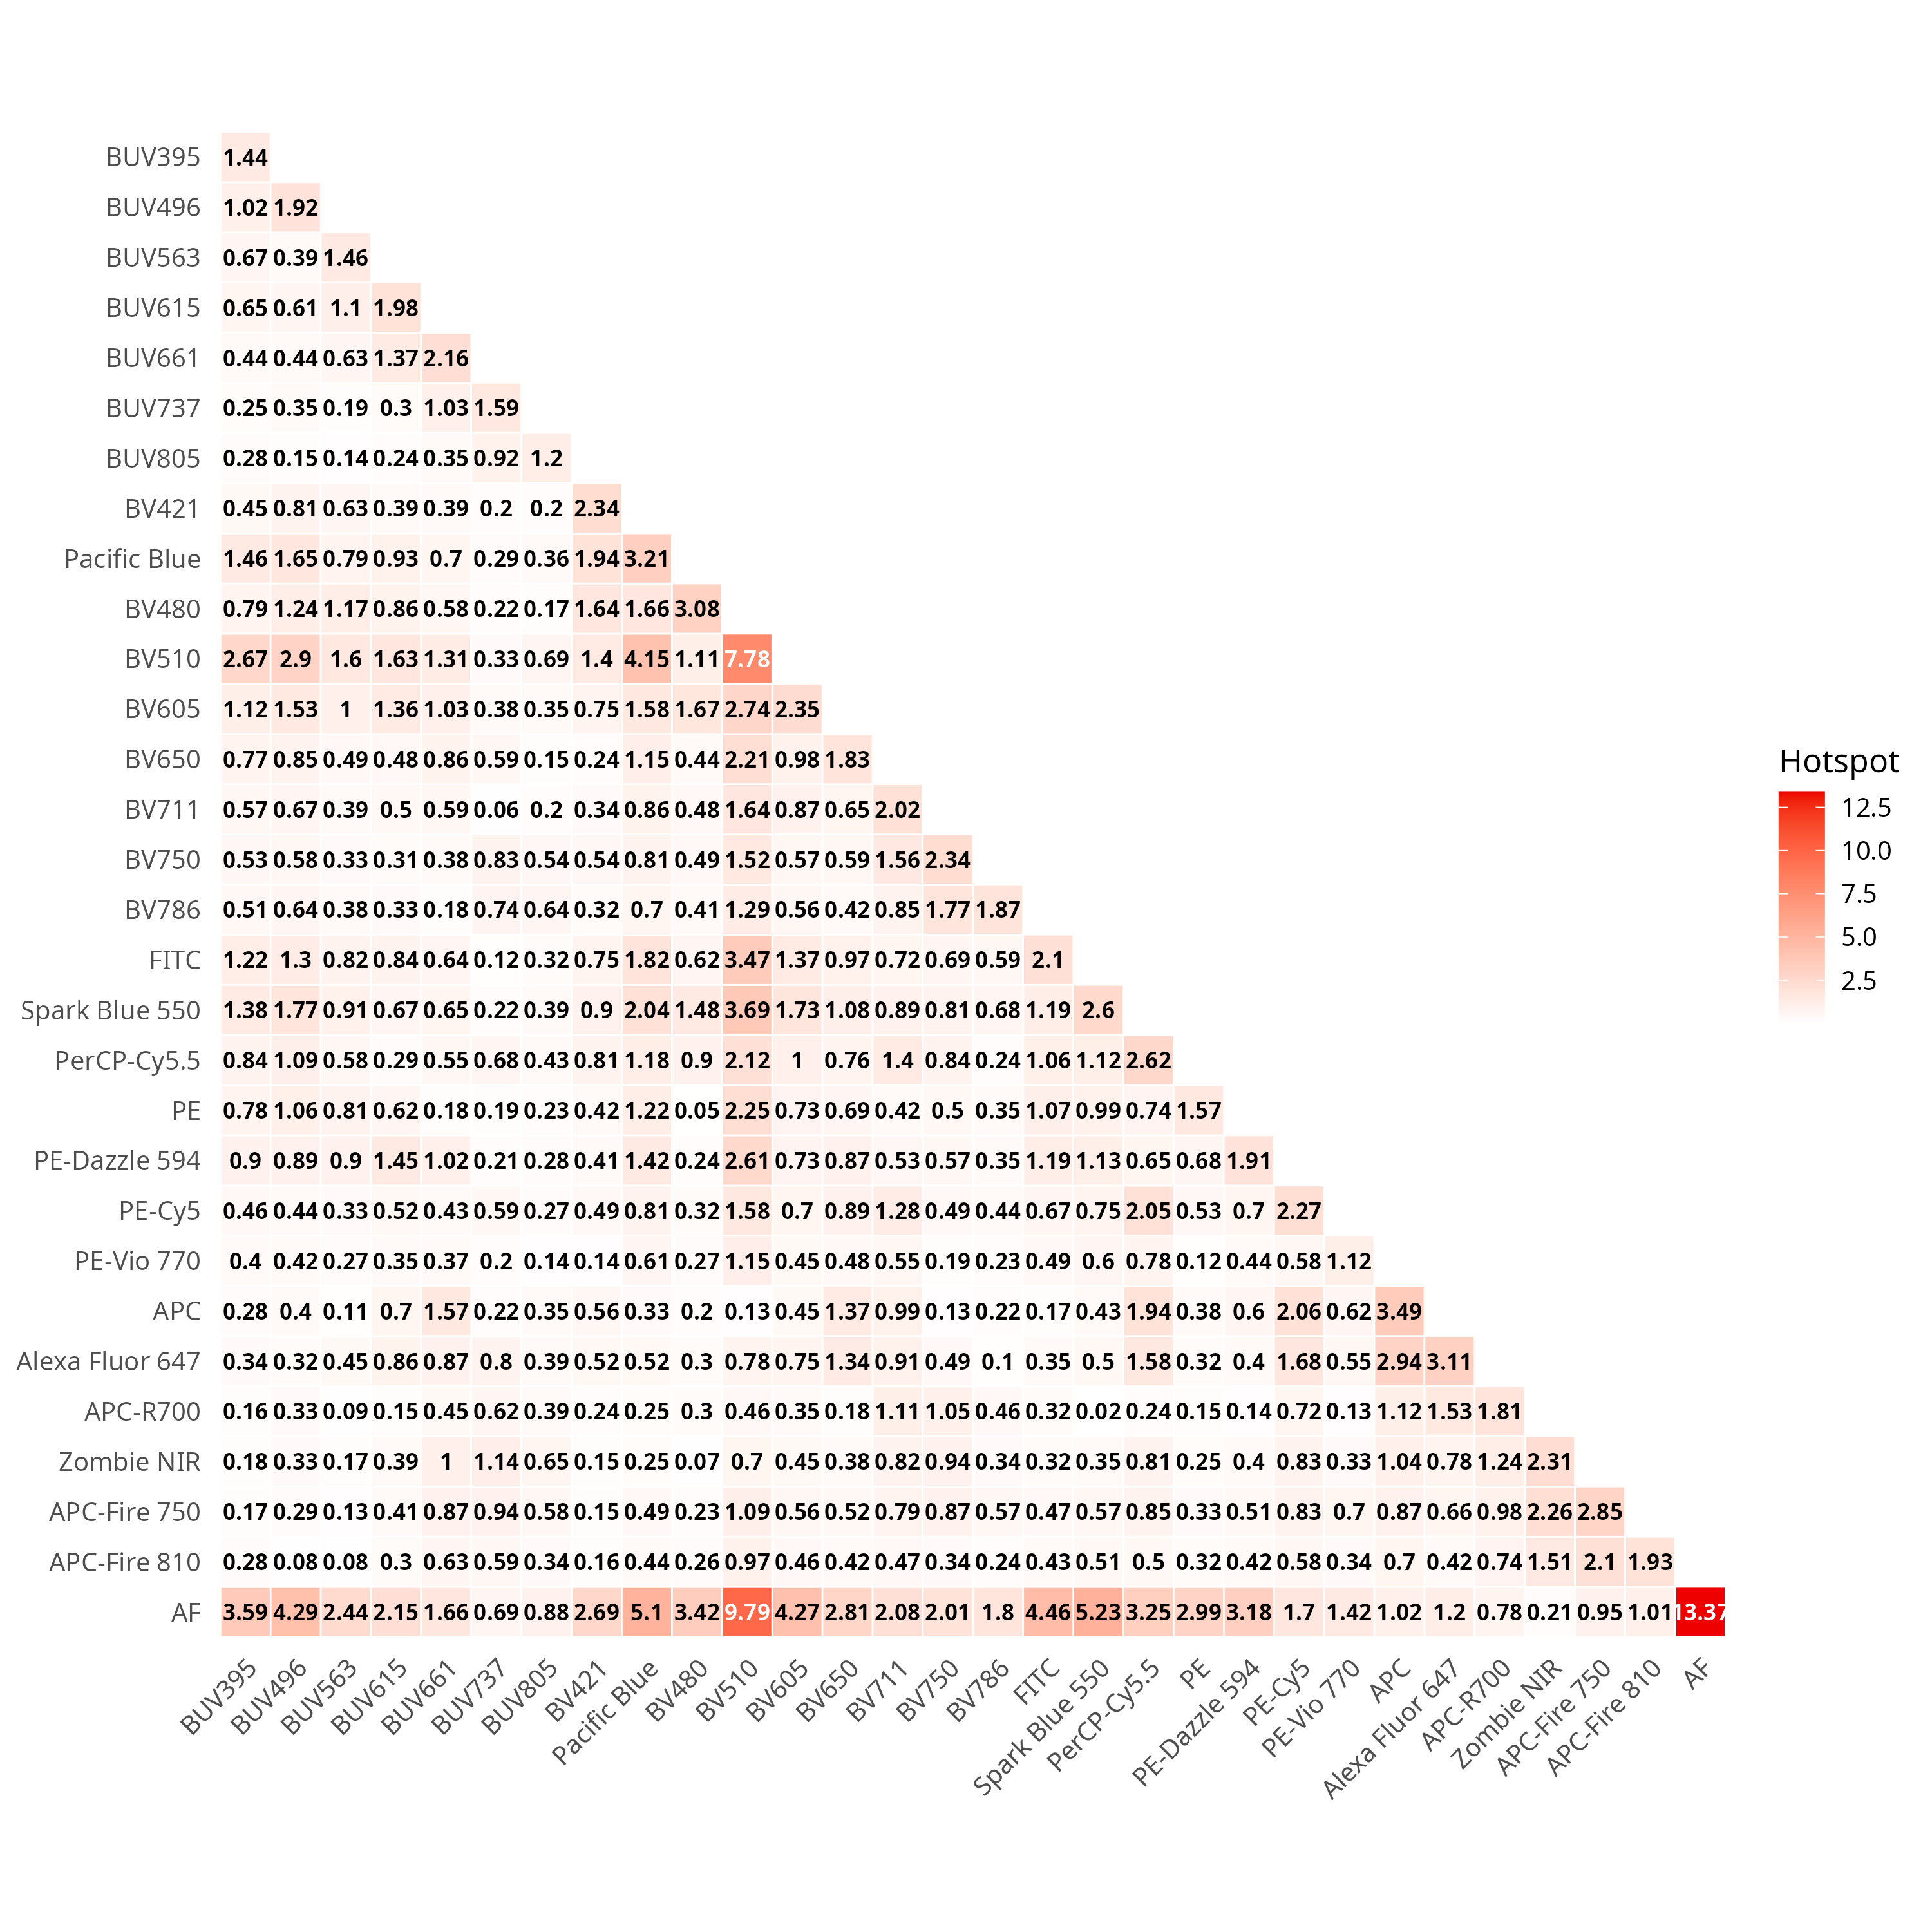 BUV395 1.44
BUV496 1.02 1.92
BUV563 0.67 0.39 1.46
BUV615 0.65 0.61 1.1 1.98
BUV661 0.44 0.44 0.63 1.37 2.16
BUV737 0.25 0.35 0.19 0.3 1.03 1.59
BUV805 0.28 0.15 0.14 0.24 0.35 0.92 1.2
BV421 0.45 0.81 0.63 0.39 0.39 0.2 0.2 2.34
Pacific Blue 1.46 1.65 0.79 0.93 0.7 0.29 0.36 1.94 3.21
BV480 0.79 1.24 1.17 0.86 0.58 0.22 0.17 1.64 1.66 3.08
BV510 2.67 2.9 1.6 1.63 1.31 0.33 0.69 1.4 4.15 1.11 7.78
BV605 1.12 1.53 1 1.36 1.03 0.38 0.35 0.75 1.58 1.67 2.74 2.35
BV650 0.77 0.85 0.49 0.48 0.86 0.59 0.15 0.24 1.15 0.44 2.21 0.98 1.83
BV711 0.57 0.67 0.39 0.5 0.59 0.06 0.2 0.34 0.86 0.48 1.64 0.87 0.65 2.02
BV750 0.53 0.58 0.33 0.31 0.38 0.83 0.54 0.54 0.81 0.49 1.52 0.57 0.59 1.56 2.34
BV786 0.51 0.64 0.38 0.33 0.18 0.74 0.64 0.32 0.7 0.41 1.29 0.56 0.42 0.85 1.77 1.87
FITC 1.22 1.3 0.82 0.84 0.64 0.12 0.32 0.75 1.82 0.62 3.47 1.37 0.97 0.72 0.69 0.59 2.1
Spark Blue 550 1.38 1.77 0.91 0.67 0.65 0.22 0.39 0.9 2.04 1.48 3.69 1.73 1.08 0.89 0.81 0.68 1.19 2.6
PerCP-Cy5.5 0.84 1.09 0.58 0.29 0.55 0.68 0.43 0.81 1.18 0.9 2.12 1 0.76 1.4 0.84 0.24 1.06 1.12 2.62
PE 0.78 1.06 0.81 0.62 0.18 0.19 0.23 0.42 1.22 0.05 2.25 0.73 0.69 0.42 0.5 0.35 1.07 0.99 0.74 1.57
PE-Dazzle 594 0.9 0.89 0.9 1.45 1.02 0.21 0.28 0.41 1.42 0.24 2.61 0.73 0.87 0.53 0.57 0.35 1.19 1.13 0.65 0.68 1.91
PE-Cy5 0.46 0.44 0.33 0.52 0.43 0.59 0.27 0.49 0.81 0.32 1.58 0.7 0.89 1.28 0.49 0.44 0.67 0.75 2.05 0.53 0.7 2.27
PE-Vio 770 0.4 0.42 0.27 0.35 0.37 0.2 0.14 0.14 0.61 0.27 1.15 0.45 0.48 0.55 0.19 0.23 0.49 0.6 0.78 0.12 0.44 0.58 1.12
APC 0.28 0.4 0.11 0.7 1.57 0.22 0.35 0.56 0.33 0.2 0.13 0.45 1.37 0.99 0.13 0.22 0.17 0.43 1.94 0.38 0.6 2.06 0.62 3.49
Alexa Fluor 647 0.34 0.32 0.45 0.86 0.87 0.8 0.39 0.52 0.52 0.3 0.78 0.75 1.34 0.91 0.49 0.1 0.35 0.5 1.58 0.32 0.4 1.68 0.55 2.94 3.11
APC-R700 0.16 0.33 0.09 0.15 0.45 0.62 0.39 0.24 0.25 0.3 0.46 0.35 0.18 1.11 1.05 0.46 0.32 0.02 0.24 0.15 0.14 0.72 0.13 1.12 1.53 1.81
Zombie NIR 0.18 0.33 0.17 0.39 1 1.14 0.65 0.15 0.25 0.07 0.7 0.45 0.38 0.82 0.94 0.34 0.32 0.35 0.81 0.25 0.4 0.83 0.33 1.04 0.78 1.24 2.31
APC-Fire 750 0.17 0.29 0.13 0.41 0.87 0.94 0.58 0.15 0.49 0.23 1.09 0.56 0.52 0.79 0.87 0.57 0.47 0.57 0.85 0.33 0.51 0.83 0.7 0.87 0.66 0.98 2.26 2.85
APC-Fire 810 0.28 0.08 0.08 0.3 0.63 0.59 0.34 0.16 0.44 0.26 0.97 0.46 0.42 0.47 0.34 0.24 0.43 0.51 0.5 0.32 0.42 0.58 0.34 0.7 0.42 0.74 1.51 2.1 1.93
AF 3.59 4.29 2.44 2.15 1.66 0.69 0.88 2.69 5.1 3.42 9.79 4.27 2.81 2.08 2.01 1.8 4.46 5.23 3.25 2.99 3.18 1.7 1.42 1.02 1.2 0.78 0.21 0.95 1.01 13.37
BUV395 BUV496 BUV563 BUV615 BUV661 BUV737 BUV805 BV421 Pacific Blue BV480 BV510 BV605 BV650 BV711 BV750 BV786 FITC Spark Blue 550 PerCP-Cy5.5 PE PE-Dazzle 594 PE-Cy5 PE-Vio 770 APC Alexa Fluor 647 APC-R700 Zombie NIR APC-Fire 750 APC-Fire 810 AF
Hotspot
12.5
10.0
7.5
5.0
2.5